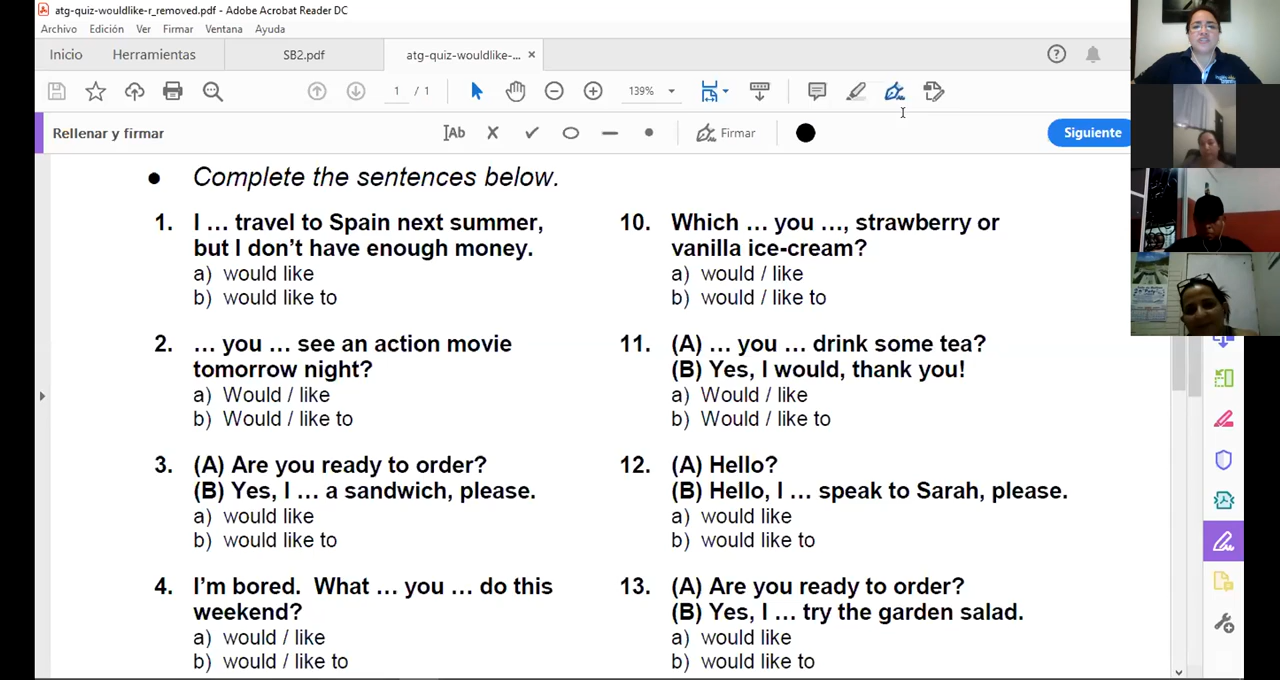 atg-quiz-wouldlike-r_removed.pdf - Adobe Acrobat Reader DC
Archivo Edición Ver Firmar Ventana Ayuda
Inicio Herramientas SB2.pdf atg-quiz-wouldlike-... ×
1 / 1 139%
Rellenar y firmar Ab Firmar Siguiente
● Complete the sentences below.
1. I … travel to Spain next summer,
but I don’t have enough money.
a) would like
b) would like to
2. … you … see an action movie
tomorrow night?
a) Would / like
b) Would / like to
3. (A) Are you ready to order?
(B) Yes, I … a sandwich, please.
a) would like
b) would like to
4. I’m bored. What … you … do this
weekend?
a) would / like
b) would / like to
10. Which … you …, strawberry or
vanilla ice-cream?
a) would / like
b) would / like to
11. (A) … you … drink some tea?
(B) Yes, I would, thank you!
a) Would / like
b) Would / like to
12. (A) Hello?
(B) Hello, I … speak to Sarah, please.
a) would like
b) would like to
13. (A) Are you ready to order?
(B) Yes, I … try the garden salad.
a) would like
b) would like to